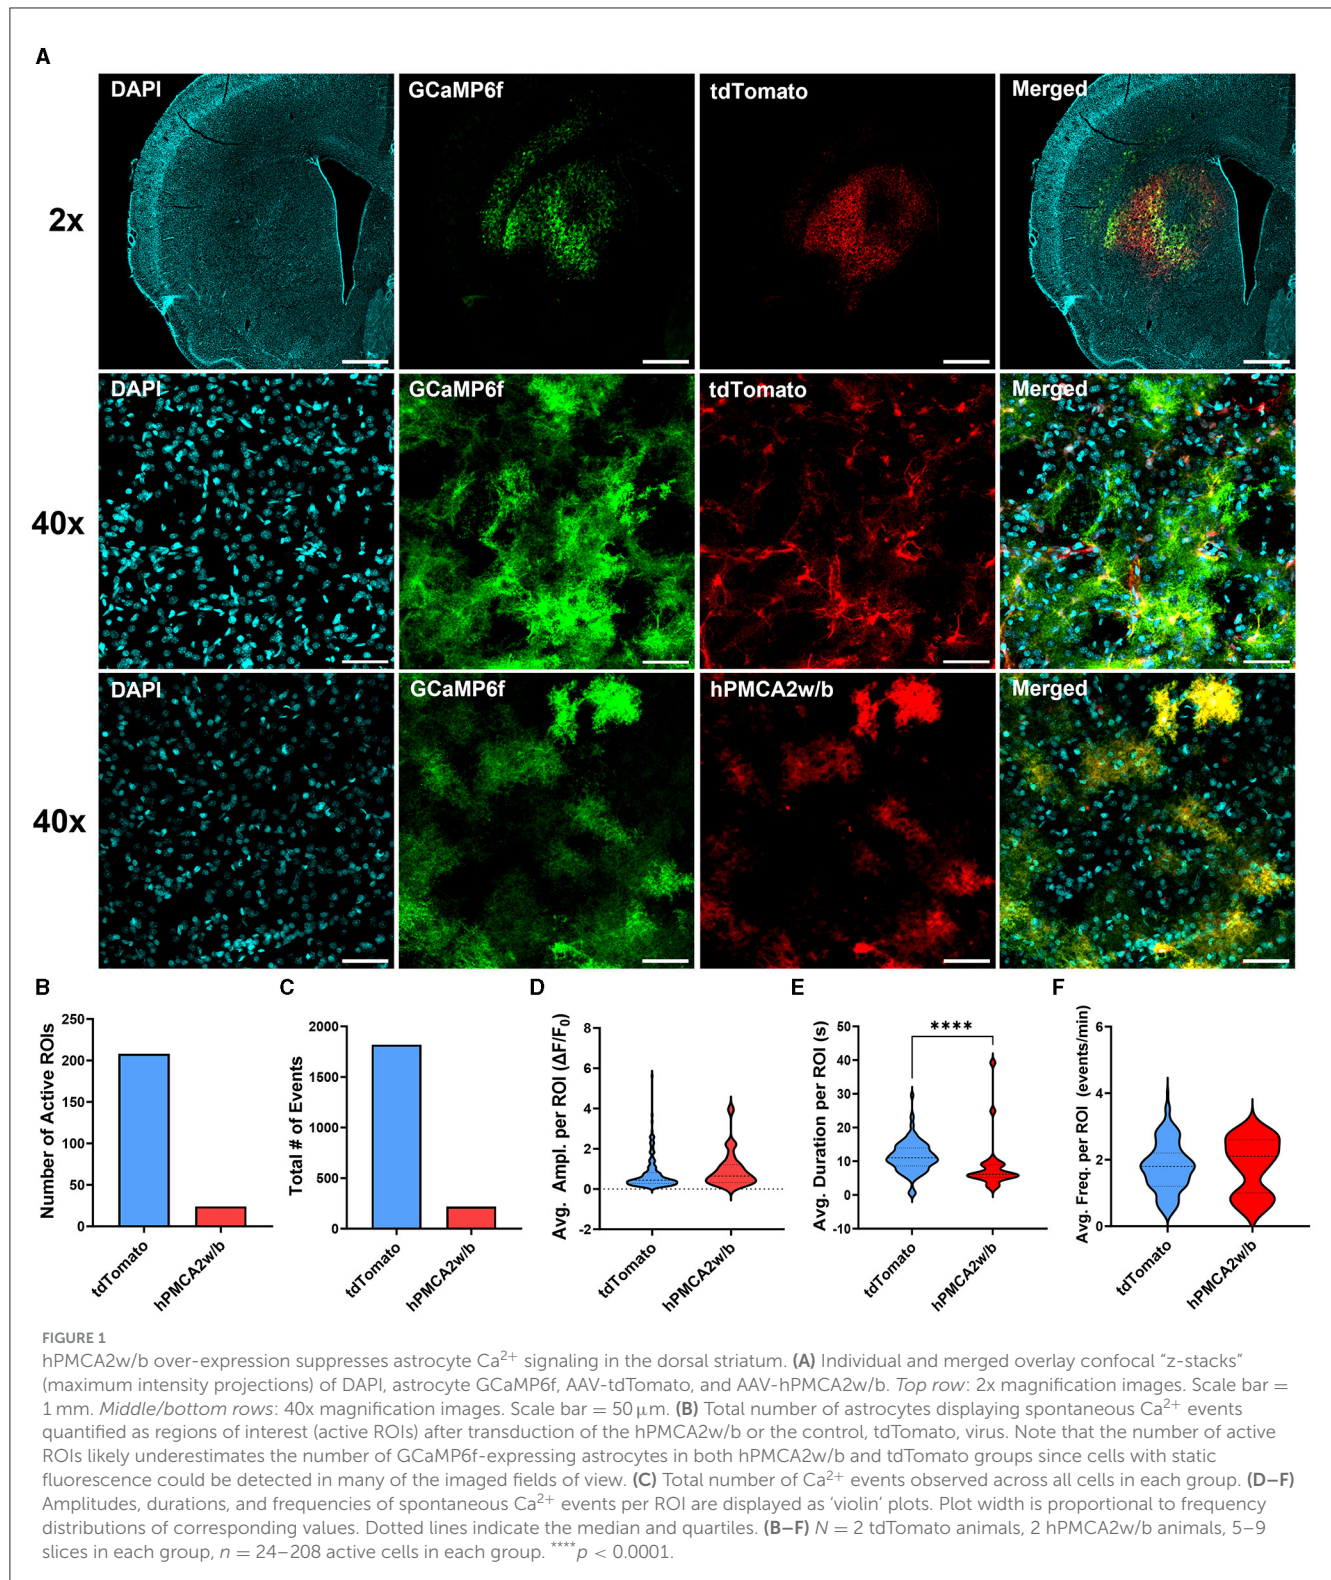 A
DAPI GCaMP6f tdTomato Merged
2x
DAPI GCaMP6f tdTomato Merged
40x
DAPI GCaMP6f hPMCA2w/b Merged
40x
B
Number of Active ROIs
250
200
150
100
50
0
tdTomato
hPMCA2w/b
C
Total # of Events
2000
1500
1000
500
0
tdTomato
hPMCA2w/b
D
Avg. Ampl. per ROI (ΔF/F₀)
8
6
4
2
0
-2
tdTomato
hPMCA2w/b
E
Avg. Duration per ROI (s)
50
40
30
20
10
0
-10
****
tdTomato
hPMCA2w/b
F
Avg. Freq. per ROI (events/min)
6
4
2
0
tdTomato
hPMCA2w/b
FIGURE 1
hPMCA2w/b over-expression suppresses astrocyte Ca²⁺ signaling in the dorsal striatum. (A) Individual and merged overlay confocal “z-stacks”
(maximum intensity projections) of DAPI, astrocyte GCaMP6f, AAV-tdTomato, and AAV-hPMCA2w/b. Top row: 2x magnification images. Scale bar =
1 mm. Middle/bottom rows: 40x magnification images. Scale bar = 50 μm. (B) Total number of astrocytes displaying spontaneous Ca²⁺ events
quantified as regions of interest (active ROIs) after transduction of the hPMCA2w/b or the control, tdTomato, virus. Note that the number of active
ROIs likely underestimates the number of GCaMP6f-expressing astrocytes in both hPMCA2w/b and tdTomato groups since cells with static
fluorescence could be detected in many of the imaged fields of view. (C) Total number of Ca²⁺ events observed across all cells in each group. (D–F)
Amplitudes, durations, and frequencies of spontaneous Ca²⁺ events per ROI are displayed as ‘violin’ plots. Plot width is proportional to frequency
distributions of corresponding values. Dotted lines indicate the median and quartiles. (B–F) N = 2 tdTomato animals, 2 hPMCA2w/b animals, 5–9
slices in each group, n = 24–208 active cells in each group. ****p < 0.0001.